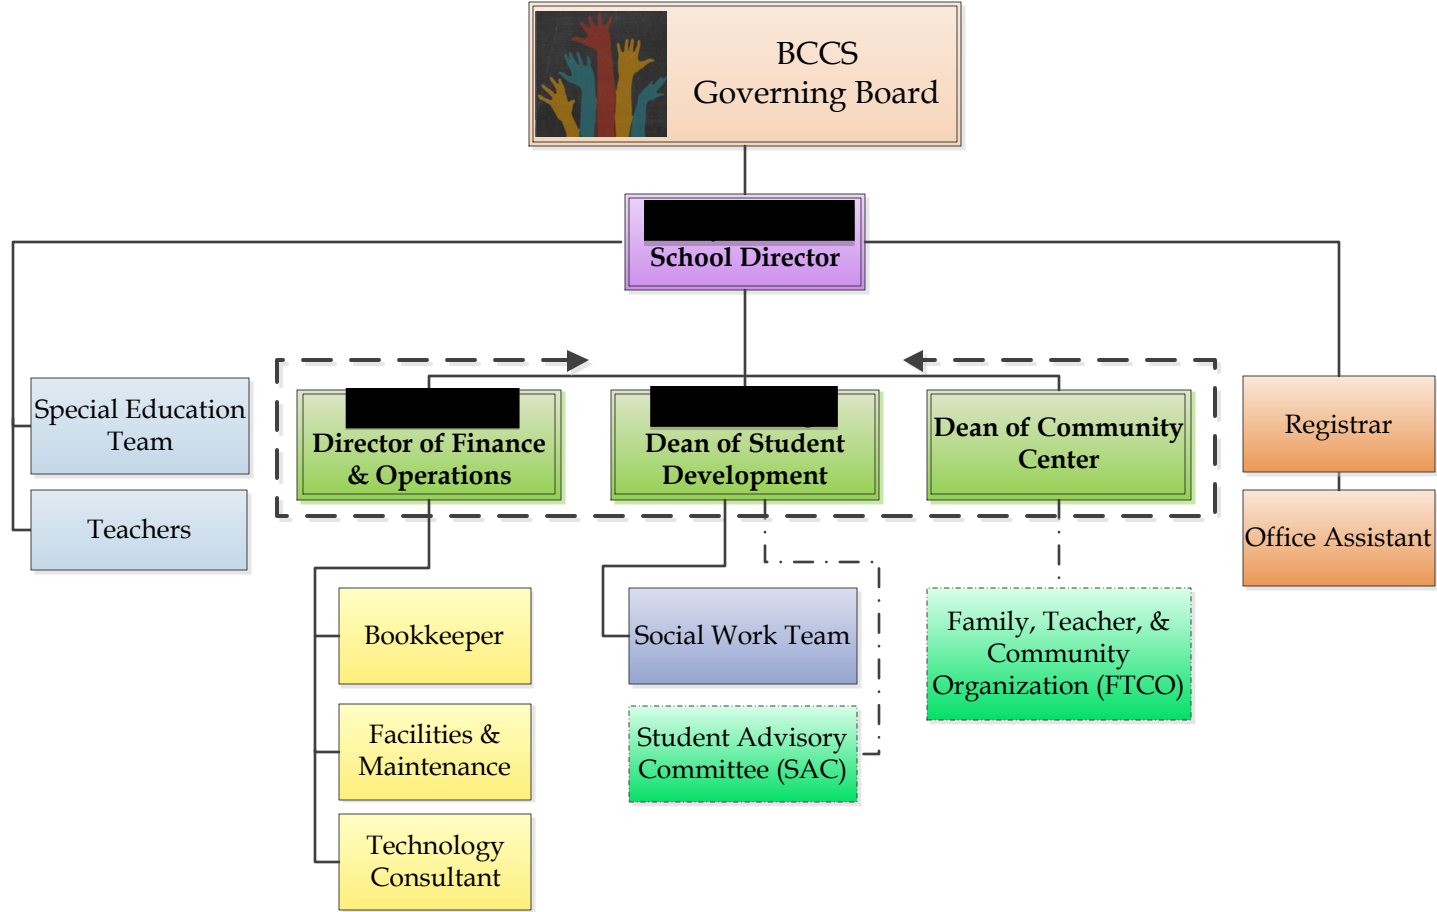 BCCS
Governing Board
School Director
Special Education
Team
Teachers
Director of Finance
& Operations
Dean of Student
Development
Dean of Community
Center
Registrar
Office Assistant
Bookkeeper
Facilities &
Maintenance
Technology
Consultant
Social Work Team
Student Advisory
Committee (SAC)
Family, Teacher, &
Community
Organization (FTCO)